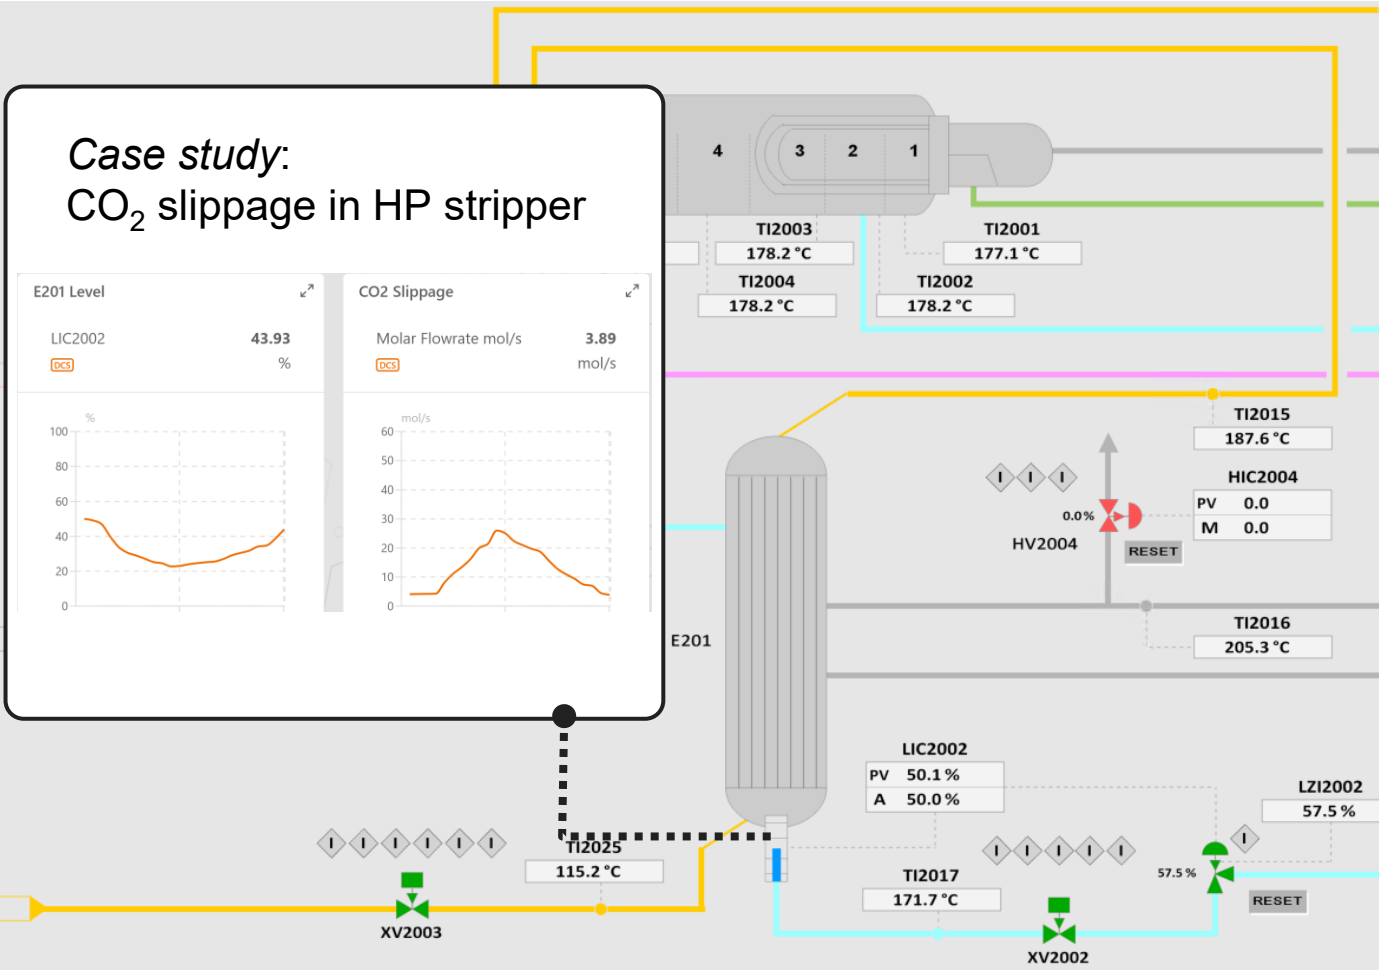 Case study:
CO2 slippage in HP stripper
E201 Level
LIC2002
43.93
DCS
%
%
100
80
60
40
20
0
CO2 Slippage
Molar Flowrate mol/s
3.89
DCS
mol/s
mol/s
60
50
40
30
20
10
0
4
3
2
1
TI2003
178.2 °C
TI2001
177.1 °C
TI2004
178.2 °C
TI2002
178.2 °C
TI2015
187.6 °C
I I I
HIC2004
PV 0.0
M 0.0
0.0 %
HV2004
RESET
TI2016
205.3 °C
E201
LIC2002
PV 50.1 %
A 50.0 %
LZI2002
57.5 %
I I I I I I
TI2025
115.2 °C
I I I I I
I
57.5 %
RESET
TI2017
171.7 °C
XV2003
XV2002